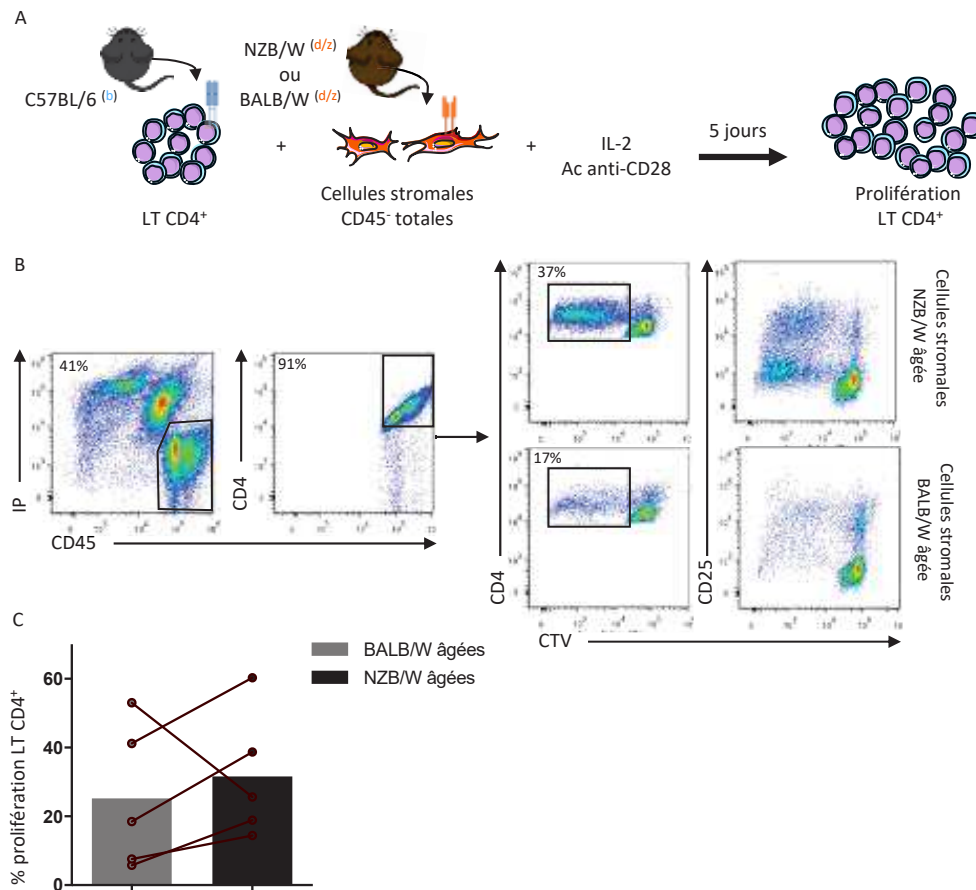 A
C57BL/6 (b)
NZB/W (d/z)
ou
BALB/W (d/z)
+
+
IL-2
Ac anti-CD28
5 jours
LT CD4+
Cellules stromales
CD45- totales
Prolifération
LT CD4+
B
41%
IP
CD45
91%
CD4
37%
17%
CD4
CD25
CTV
Cellules stromales
NZB/W âgée
Cellules stromales
BALB/W âgée
C
BALB/W âgées
NZB/W âgées
% prolifération LT CD4+
60
40
20
0